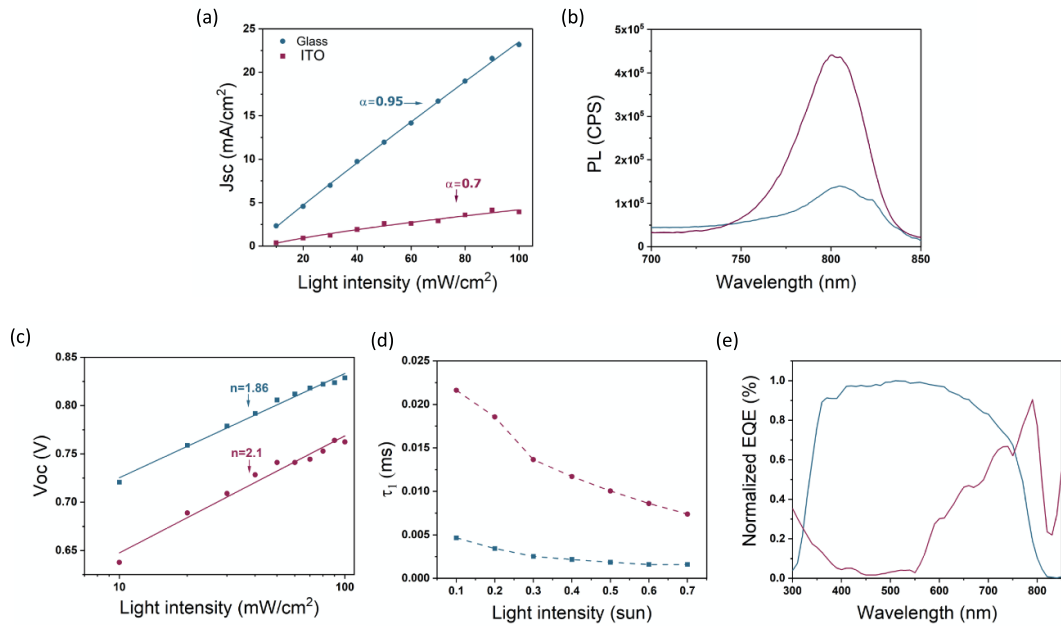 (a)
25
20
15
10
5
0
Jsc (mA/cm²)
Glass
ITO
α=0.95
α=0.7
0
20
40
60
80
100
Light intensity (mW/cm²)
(b)
5x10⁵
4x10⁵
3x10⁵
2x10⁵
1x10⁵
0
PL (CPS)
700
750
800
850
Wavelength (nm)
(c)
0.85
0.80
0.75
0.70
0.65
Voc (V)
n=1.86
n=2.1
10
100
Light intensity (mW/cm²)
(d)
0.025
0.020
0.015
0.010
0.005
0.000
τ₁ (ms)
0.1
0.2
0.3
0.4
0.5
0.6
0.7
Light intensity (sun)
(e)
1.0
0.8
0.6
0.4
0.2
0.0
Normalized EQE (%)
300
400
500
600
700
800
Wavelength (nm)